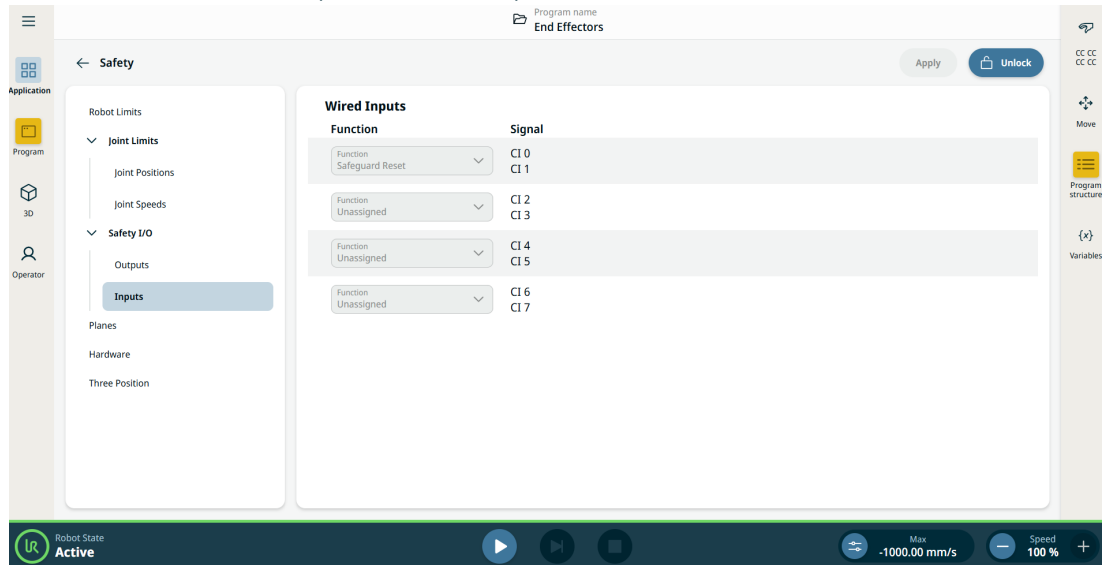 Program name
End Effectors
Safety
Apply
Unlock
CC CC
CC CC
Application
Program
3D
Operator
Robot Limits
Joint Limits
Joint Positions
Joint Speeds
Safety I/O
Outputs
Inputs
Planes
Hardware
Three Position
Wired Inputs
Function Signal
Function
Safeguard Reset
CI 0
CI 1
Function
Unassigned
CI 2
CI 3
Function
Unassigned
CI 4
CI 5
Function
Unassigned
CI 6
CI 7
Move
Program
structure
{x}
Variables
UR
Robot State
Active
Max
-1000.00 mm/s
Speed
100 %